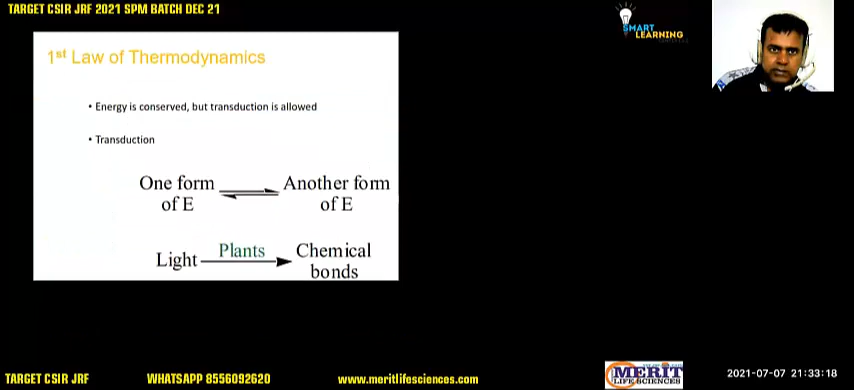 TARGET CSIR JRF 2021 SPM BATCH DEC 21
SMART
LEARNING
1st Law of Thermodynamics
• Energy is conserved, but transduction is allowed
• Transduction
One form
of E
Another form
of E
Light
Plants
Chemical
bonds
TARGET CSIR JRF
WHATSAPP 8556092620
www.meritlifesciences.com
MERIT
LIFE SCIENCES
2021-07-07 21:33:18